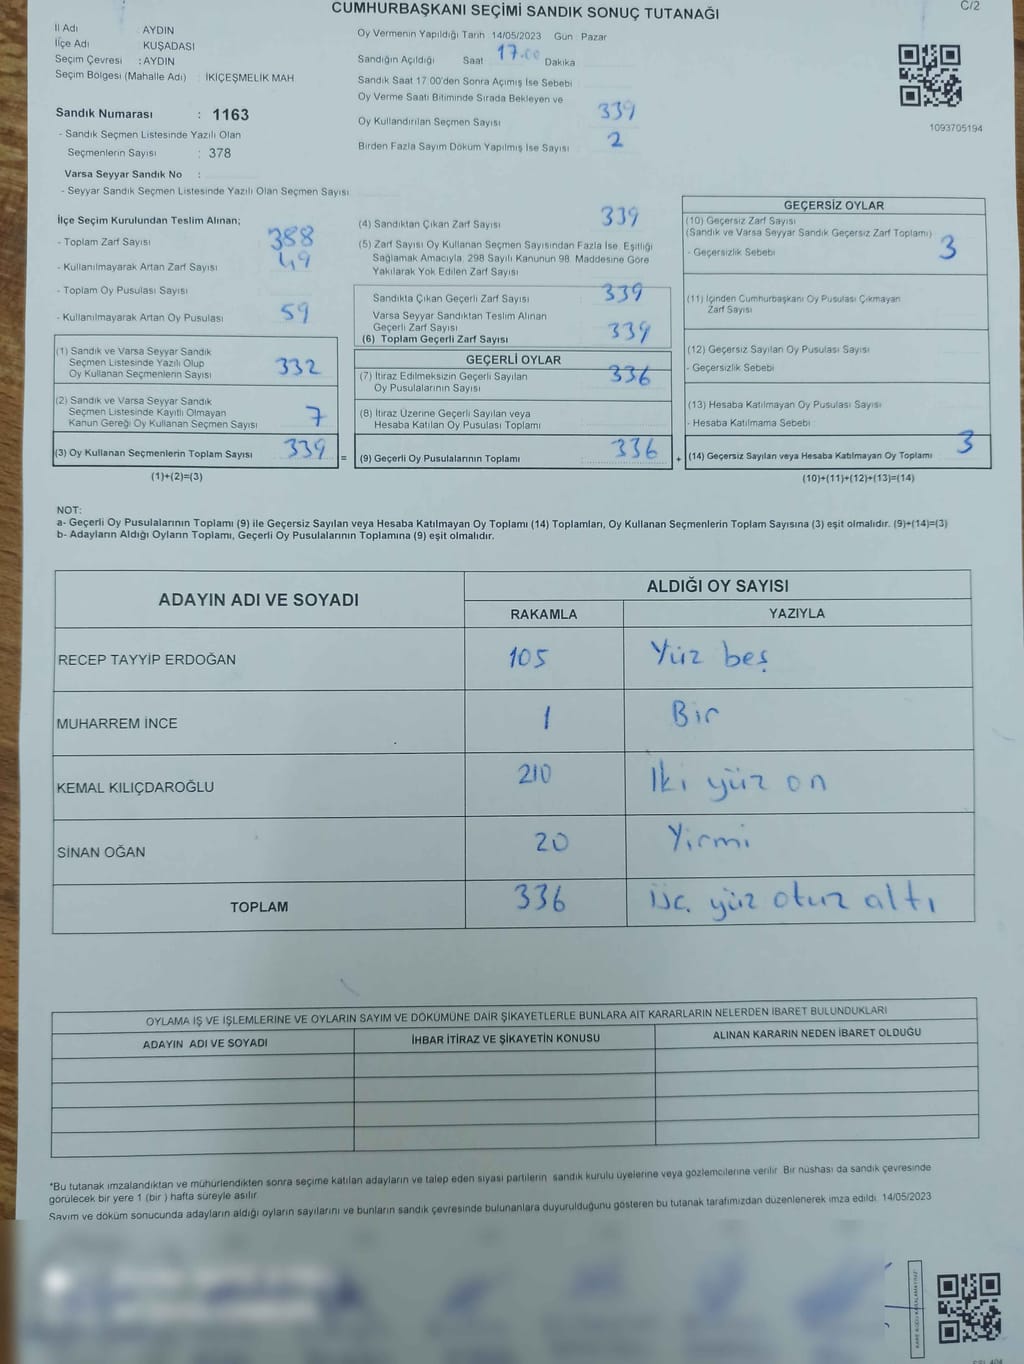 CUMHURBAŞKANI SEÇİMİ SANDIK SONUÇ TUTANAĞI
C/2
İl Adı AYDIN
İlçe Adı KUŞADASI
Seçim Çevresi : AYDIN
Seçim Bölgesi (Mahalle Adı) : İKİÇEŞMELİK MAH
Sandık Numarası : 1163
- Sandık Seçmen Listesinde Yazılı Olan
Seçmenlerin Sayısı : 378
Varsa Seyyar Sandık No :
- Seyyar Sandık Seçmen Listesinde Yazılı Olan Seçmen Sayısı
Oy Vermenin Yapıldığı Tarih 14/05/2023 Gün Pazar
Sandığın Açıldığı Saat 17.00 Dakika
Sandık Saat 17.00'den Sonra Açımış İse Sebebi
Oy Verme Saati Bitiminde Sırada Bekleyen ve
Oy Kullandırılan Seçmen Sayısı 339
Birden Fazla Sayım Döküm Yapılmış İse Sayısı 2
1093705194
İlçe Seçim Kurulundan Teslim Alınan;
- Toplam Zarf Sayısı 388
- Kullanılmayarak Artan Zarf Sayısı 49
- Toplam Oy Pusulası Sayısı
- Kullanılmayarak Artan Oy Pusulası 59
(1) Sandık ve Varsa Seyyar Sandık
Seçmen Listesinde Yazılı Olup
Oy Kullanan Seçmenlerin Sayısı 332
(2) Sandık ve Varsa Seyyar Sandık
Seçmen Listesinde Kayıtlı Olmayan
Kanun Gereği Oy Kullanan Seçmen Sayısı 7
(3) Oy Kullanan Seçmenlerin Toplam Sayısı 339 =
(1)+(2)=(3)
(4) Sandıktan Çıkan Zarf Sayısı 339
(5) Zarf Sayısı Oy Kullanan Seçmen Sayısından Fazla İse, Eşitliği
Sağlamak Amacıyla, 298 Sayılı Kanunun 98. Maddesine Göre
Yakılarak Yok Edilen Zarf Sayısı
Sandıkta Çıkan Geçerli Zarf Sayısı 339
Varsa Seyyar Sandıktan Teslim Alınan
Geçerli Zarf Sayısı
(6) Toplam Geçerli Zarf Sayısı 339
GEÇERLİ OYLAR
(7) İtiraz Edilmeksizin Geçerli Sayılan
Oy Pusulalarının Sayısı 336
(8) İtiraz Üzerine Geçerli Sayılan veya
Hesaba Katılan Oy Pusulası Toplamı
(9) Geçerli Oy Pusulalarının Toplamı 336 +
GEÇERSİZ OYLAR
(10) Geçersiz Zarf Sayısı
(Sandık ve Varsa Seyyar Sandık Geçersiz Zarf Toplamı) 3
- Geçersizlik Sebebi
(11) İçinden Cumhurbaşkanı Oy Pusulası Çıkmayan
Zarf Sayısı
(12) Geçersiz Sayılan Oy Pusulası Sayısı
- Geçersizlik Sebebi
(13) Hesaba Katılmayan Oy Pusulası Sayısı
- Hesaba Katılmama Sebebi
(14) Geçersiz Sayılan veya Hesaba Katılmayan Oy Toplamı 3
(10)+(11)+(12)+(13)=(14)
NOT:
a- Geçerli Oy Pusulalarının Toplamı (9) ile Geçersiz Sayılan veya Hesaba Katılmayan Oy Toplamı (14) Toplamları, Oy Kullanan Seçmenlerin Toplam Sayısına (3) eşit olmalıdır. (9)+(14)=(3)
b- Adayların Aldığı Oyların Toplamı, Geçerli Oy Pusulalarının Toplamına (9) eşit olmalıdır.
ADAYIN ADI VE SOYADI
ALDIĞI OY SAYISI
RAKAMLA YAZIYLA
RECEP TAYYİP ERDOĞAN 105 Yüz beş
MUHARREM İNCE 1 Bir
KEMAL KILIÇDAROĞLU 210 İki yüz on
SİNAN OĞAN 20 Yirmi
TOPLAM 336 üç yüz otuz altı
OYLAMA İŞ VE İŞLEMLERİNE VE OYLARIN SAYIM VE DÖKÜMÜNE DAİR ŞİKAYETLERLE BUNLARA AİT KARARLARIN NELERDEN İBARET BULUNDUKLARI
ADAYIN ADI VE SOYADI İHBAR İTİRAZ VE ŞİKAYETİN KONUSU ALINAN KARARIN NEDEN İBARET OLDUĞU
*Bu tutanak imzalandıktan ve mühürlendikten sonra seçime katılan adayların ve talep eden siyasi partilerin sandık kurulu üyelerine veya gözlemcilerine verilir. Bir nüshası da sandık çevresinde
görülecek bir yere 1 (bir ) hafta süreyle asılır.
Sayım ve döküm sonucunda adayların aldığı oyların sayılarını ve bunların sandık çevresinde bulunanlara duyurulduğunu gösteren bu tutanak tarafımızdan düzenlenerek imza edildi. 14/05/2023